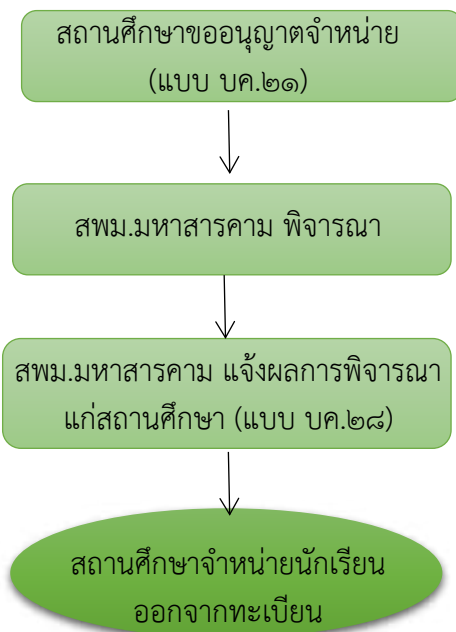 สถานศึกษาขออนุญาตจำหน่าย
(แบบ บค.๒๑)
สพม.มหาสารคาม พิจารณา
สพม.มหาสารคาม แจ้งผลการพิจารณา
แก่สถานศึกษา (แบบ บค.๒๘)
สถานศึกษาจำหน่ายนักเรียน
ออกจากทะเบียน